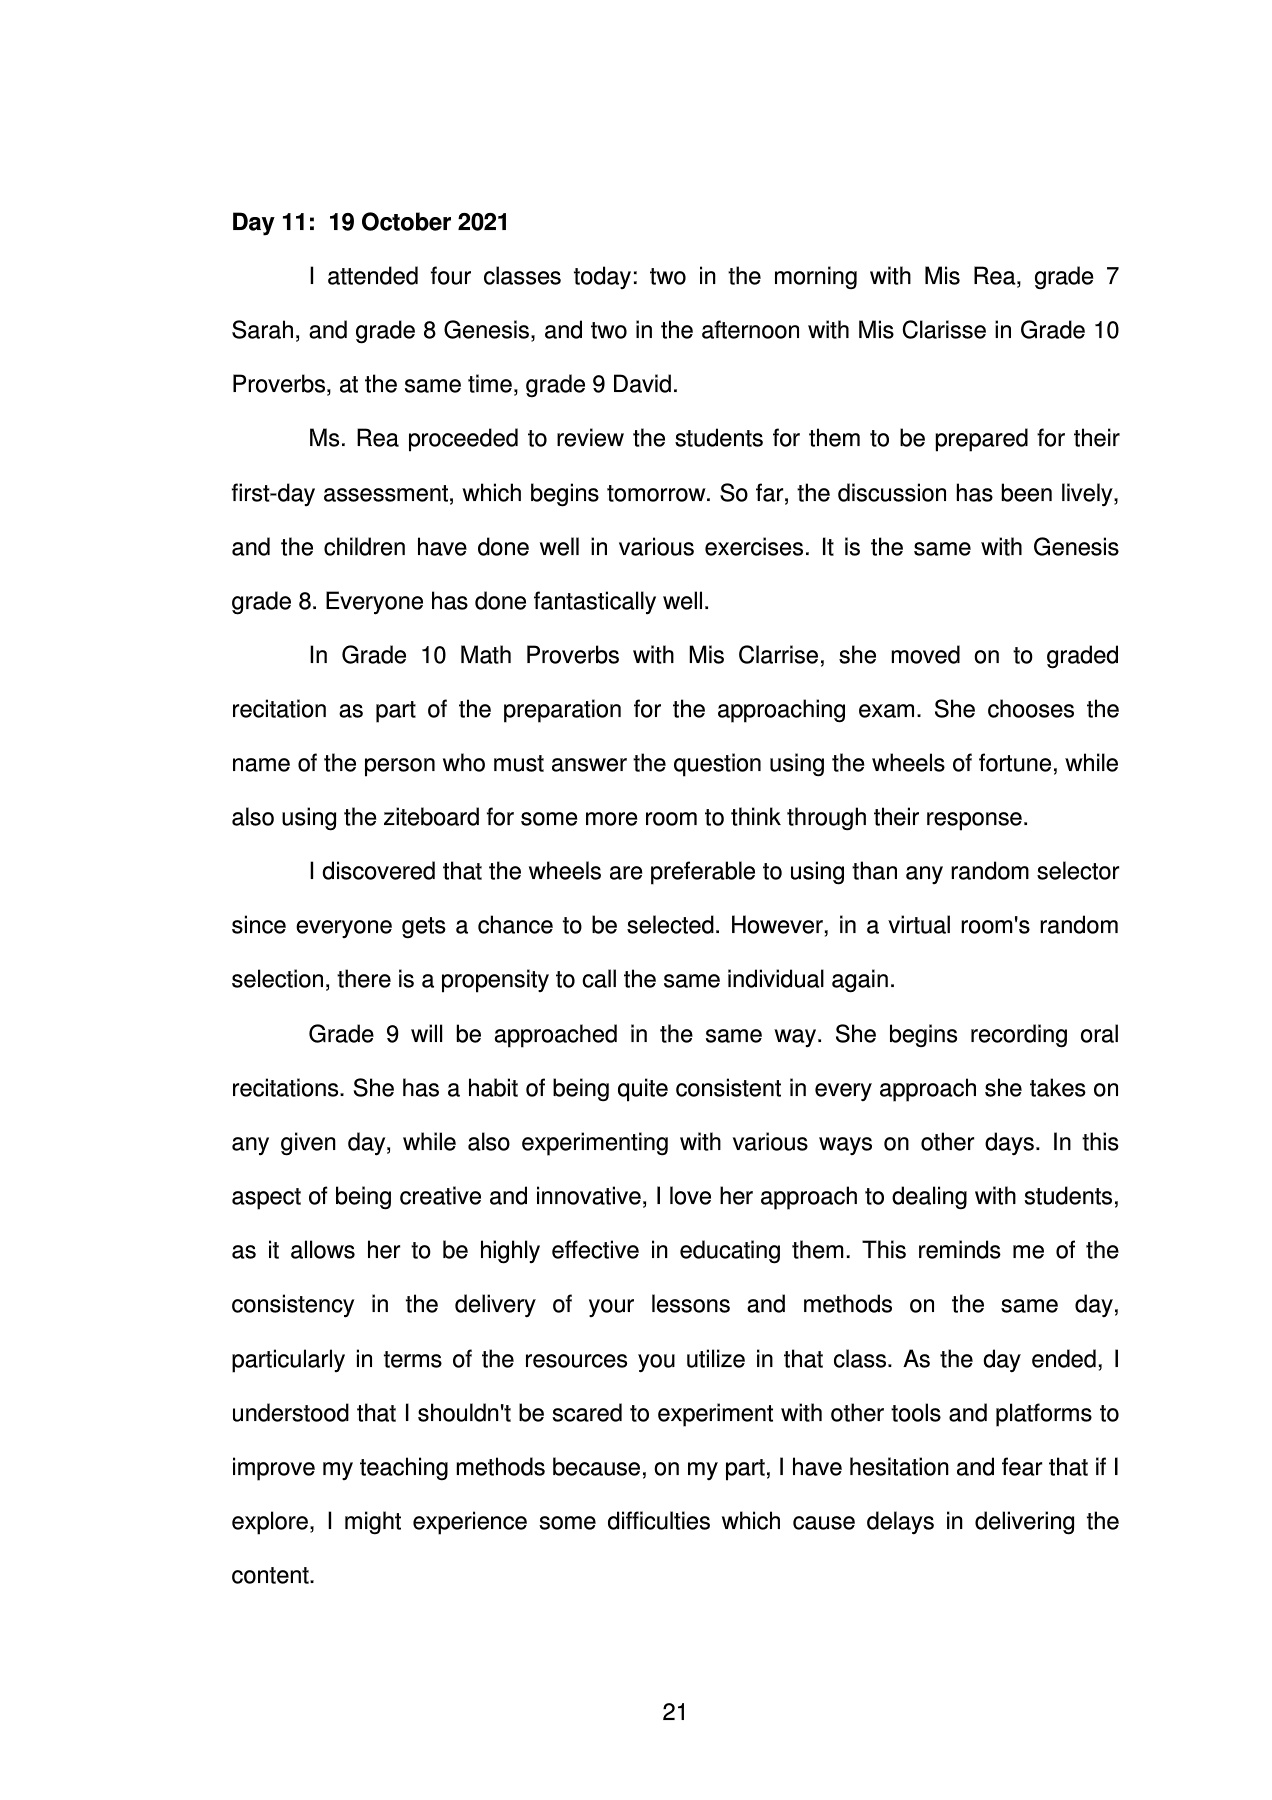 Day 11:  19 October 2021
I attended four classes today: two in the morning with Mis Rea, grade 7
Sarah, and grade 8 Genesis, and two in the afternoon with Mis Clarisse in Grade 10
Proverbs, at the same time, grade 9 David.
Ms. Rea proceeded to review the students for them to be prepared for their
first-day assessment, which begins tomorrow. So far, the discussion has been lively,
and the children have done well in various exercises. It is the same with Genesis
grade 8. Everyone has done fantastically well.
In Grade 10 Math Proverbs with Mis Clarrise, she moved on to graded
recitation as part of the preparation for the approaching exam. She chooses the
name of the person who must answer the question using the wheels of fortune, while
also using the ziteboard for some more room to think through their response.
I discovered that the wheels are preferable to using than any random selector
since everyone gets a chance to be selected. However, in a virtual room's random
selection, there is a propensity to call the same individual again.
Grade 9 will be approached in the same way. She begins recording oral
recitations. She has a habit of being quite consistent in every approach she takes on
any given day, while also experimenting with various ways on other days. In this
aspect of being creative and innovative, I love her approach to dealing with students,
as it allows her to be highly effective in educating them. This reminds me of the
consistency in the delivery of your lessons and methods on the same day,
particularly in terms of the resources you utilize in that class. As the day ended, I
understood that I shouldn't be scared to experiment with other tools and platforms to
improve my teaching methods because, on my part, I have hesitation and fear that if I
explore, I might experience some difficulties which cause delays in delivering the
content.
21